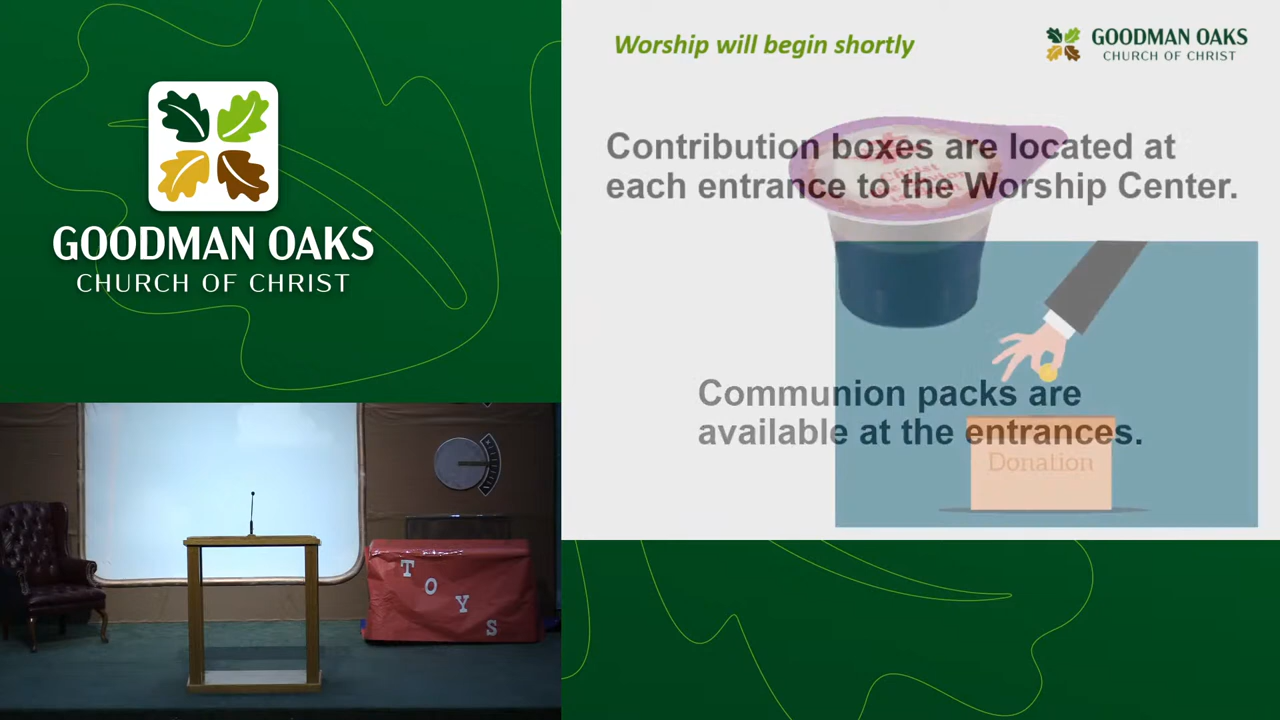 GOODMAN OAKS
CHURCH OF CHRIST
Worship will begin shortly
GOODMAN OAKS
CHURCH OF CHRIST
Contribution boxes are located at
each entrance to the Worship Center.
Communion packs are
available at the entrances.
Donation
T
O
Y
S